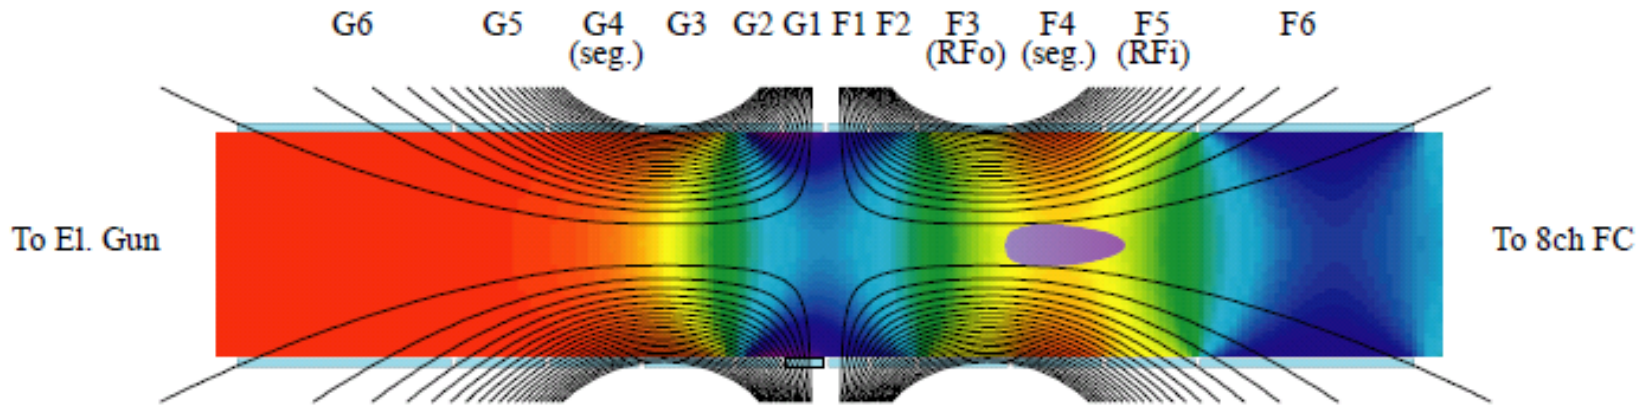 G6 G5 G4 G3 G2 G1 F1 F2 F3 F4 F5 F6
(seg.) (RFo) (seg.) (RFi)
To El. Gun To 8ch FC